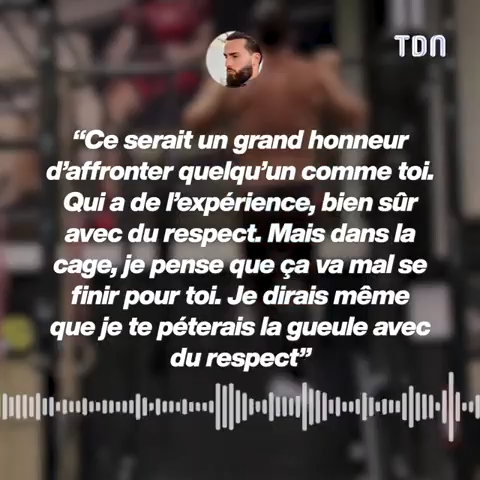 TDN
“Ce serait un grand honneur
d’affronter quelqu’un comme toi.
Qui a de l’expérience, bien sûr
avec du respect. Mais dans la
cage, je pense que ça va mal se
finir pour toi. Je dirais même
que je te péterais la gueule avec
du respect”